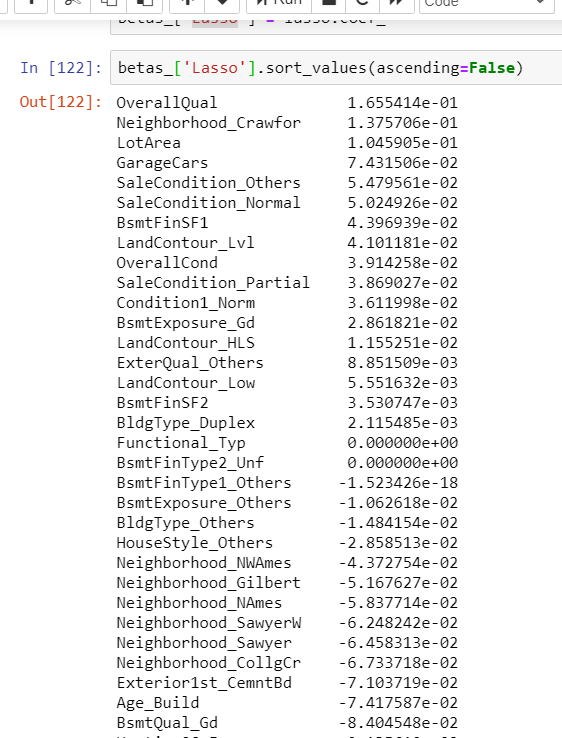 Run
Code
betas_['Lasso'] = lasso.coef_
In [122]: betas_['Lasso'].sort_values(ascending=False)
Out[122]: OverallQual 1.655414e-01
Neighborhood_Crawfor 1.375706e-01
LotArea 1.045905e-01
GarageCars 7.431506e-02
SaleCondition_Others 5.479561e-02
SaleCondition_Normal 5.024926e-02
BsmtFinSF1 4.396939e-02
LandContour_Lvl 4.101181e-02
OverallCond 3.914258e-02
SaleCondition_Partial 3.869027e-02
Condition1_Norm 3.611998e-02
BsmtExposure_Gd 2.861821e-02
LandContour_HLS 1.155251e-02
ExterQual_Others 8.851509e-03
LandContour_Low 5.551632e-03
BsmtFinSF2 3.530747e-03
BldgType_Duplex 2.115485e-03
Functional_Typ 0.000000e+00
BsmtFinType2_Unf 0.000000e+00
BsmtFinType1_Others -1.523426e-18
BsmtExposure_Others -1.062618e-02
BldgType_Others -1.484154e-02
HouseStyle_Others -2.858513e-02
Neighborhood_NWAmes -4.372754e-02
Neighborhood_Gilbert -5.167627e-02
Neighborhood_NAmes -5.837714e-02
Neighborhood_SawyerW -6.248242e-02
Neighborhood_Sawyer -6.458313e-02
Neighborhood_CollgCr -6.733718e-02
Exterior1st_CemntBd -7.103719e-02
Age_Build -7.417587e-02
BsmtQual_Gd -8.404548e-02